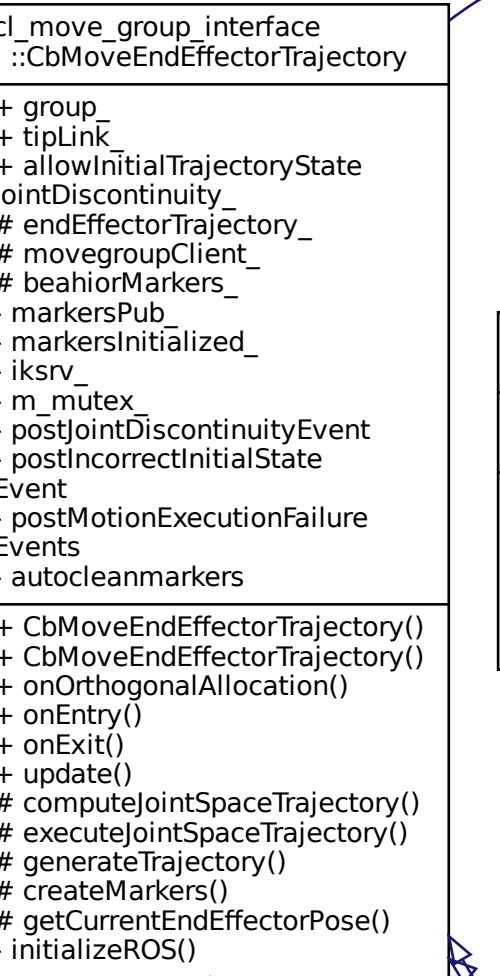 cl_move_group_interface
::CbMoveEndEffectorTrajectory
+ group_
+ tipLink_
+ allowInitialTrajectoryState
ointDiscontinuity_
# endEffectorTrajectory_
# movegroupClient_
# beahiorMarkers_
- markersPub_
- markersInitialized_
- iksrv_
- m_mutex_
- postJointDiscontinuityEvent
- postIncorrectInitialState
Event
- postMotionExecutionFailure
Events
- autocleanmarkers
+ CbMoveEndEffectorTrajectory()
+ CbMoveEndEffectorTrajectory()
+ onOrthogonalAllocation()
+ onEntry()
+ onExit()
+ update()
# computeJointSpaceTrajectory()
# executeJointSpaceTrajectory()
# generateTrajectory()
# createMarkers()
# getCurrentEndEffectorPose()
- initializeROS()